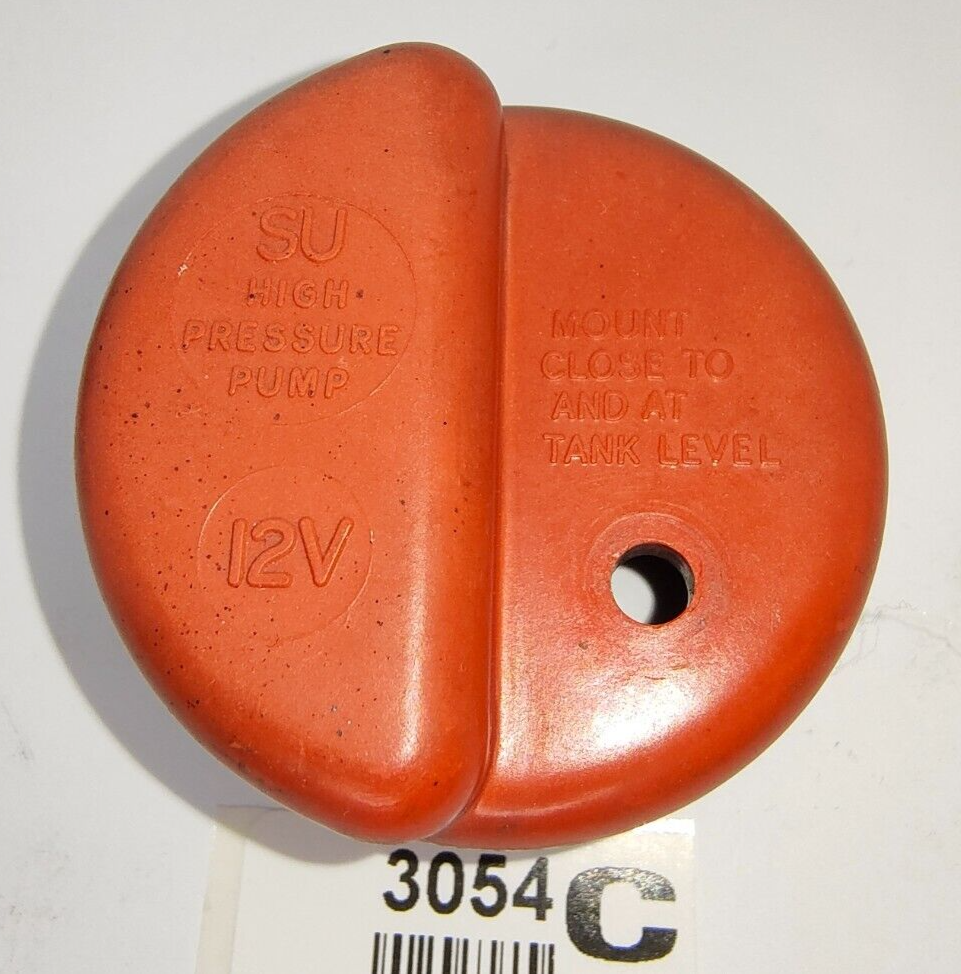 SU
HIGH
PRESSURE
PUMP
12V
MOUNT
CLOSE TO
AND AT
TANK LEVEL
3054 C